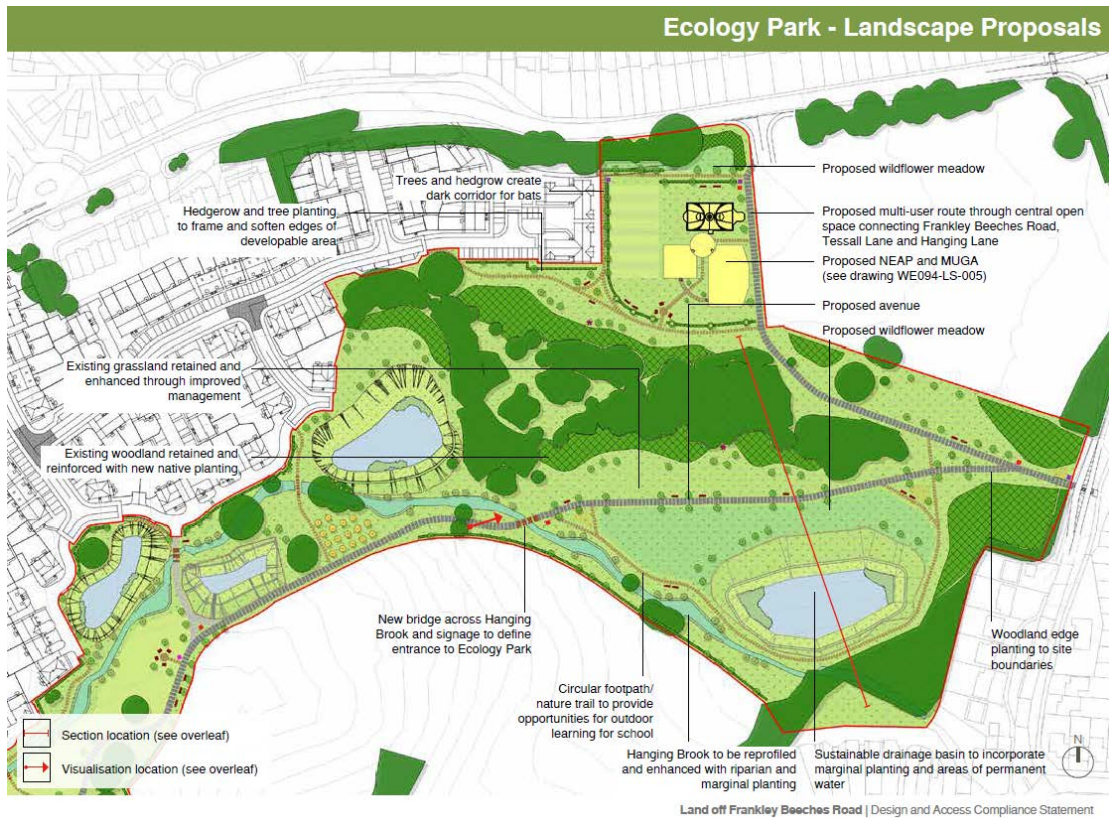 Ecology Park - Landscape Proposals
Trees and hedgrow create
dark corridor for bats
Hedgerow and tree planting
to frame and soften edges of
developable area
Proposed wildflower meadow
Proposed multi-user route through central open
space connecting Frankley Beeches Road,
Tessall Lane and Hanging Lane
Proposed NEAP and MUGA
(see drawing WE094-LS-005)
Proposed avenue
Proposed wildflower meadow
Existing grassland retained and
enhanced through improved
management
Existing woodland retained and
reinforced with new native planting
New bridge across Hanging
Brook and signage to define
entrance to Ecology Park
Circular footpath/
nature trail to provide
opportunities for outdoor
learning for school
Hanging Brook to be reprofiled
and enhanced with riparian and
marginal planting
Sustainable drainage basin to incorporate
marginal planting and areas of permanent
water
Woodland edge
planting to site
boundaries
Section location (see overleaf)
Visualisation location (see overleaf)
N
Land off Frankley Beeches Road | Design and Access Compliance Statement